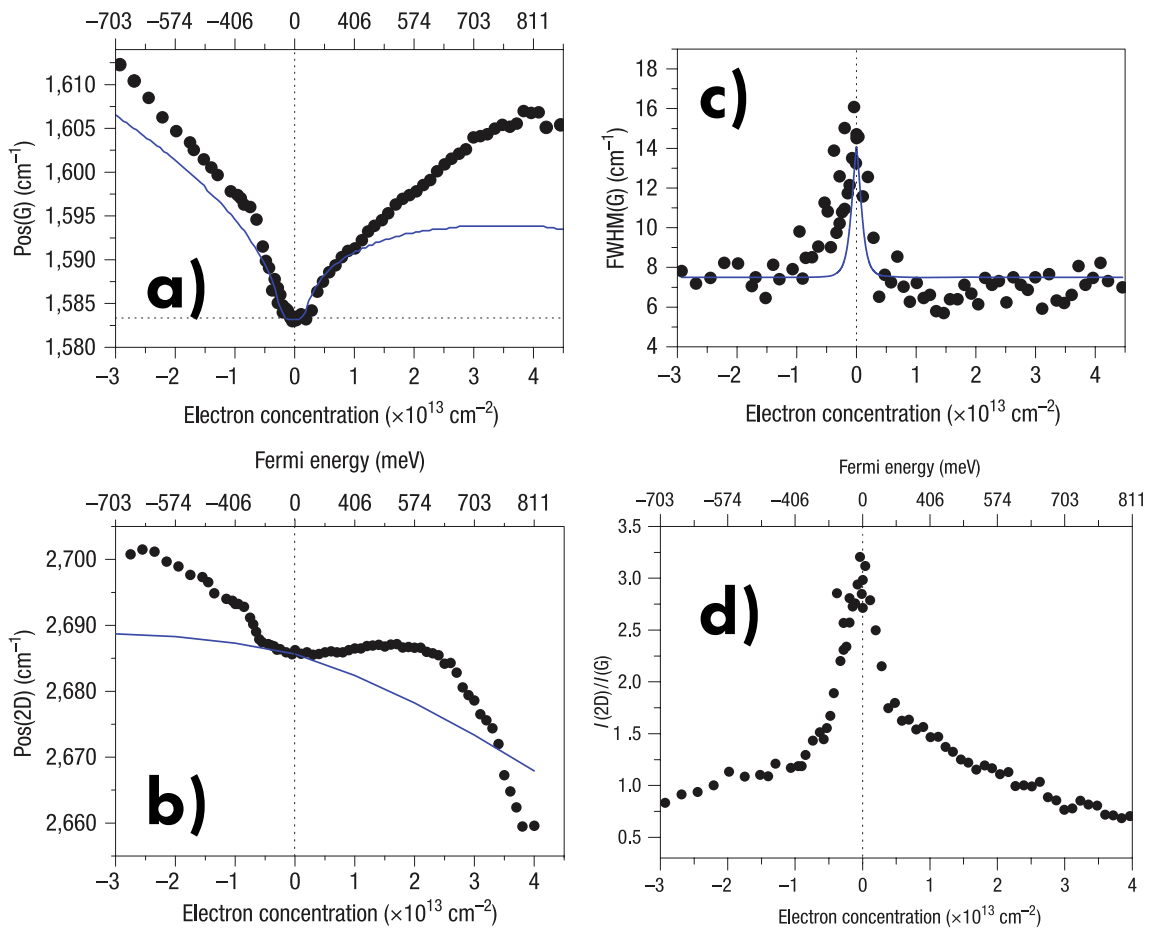 −703 −574 −406 0 406 574 703 811
Pos(G) (cm−1)
1,610
1,605
1,600
1,595
1,590
1,585
1,580
a)
−3 −2 −1 0 1 2 3 4
Electron concentration (×10¹³ cm−2)
FWHM(G) (cm−1)
18
16
14
12
10
8
6
4
c)
−3 −2 −1 0 1 2 3 4
Electron concentration (×10¹³ cm−2)
Fermi energy (meV)
−703 −574 −406 0 406 574 703 811
Pos(2D) (cm−1)
2,700
2,690
2,680
2,670
2,660
b)
−3 −2 −1 0 1 2 3 4
Electron concentration (×10¹³ cm−2)
Fermi energy (meV)
−703 −574 −406 0 406 574 703 811
I(2D)/I(G)
3.5
3.0
2.5
2.0
1.5
1.0
0.5
d)
−3 −2 −1 0 1 2 3 4
Electron concentration (×10¹³ cm−2)